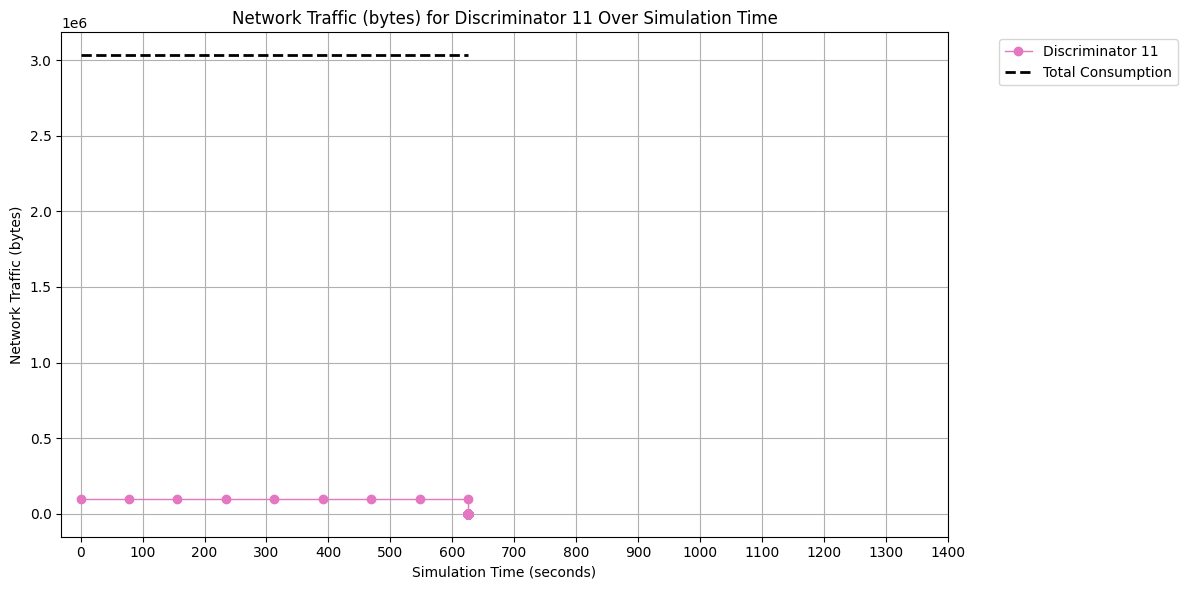 Network Traffic (bytes) for Discriminator 11 Over Simulation Time
1e6
3.0
2.5
2.0
1.5
1.0
0.5
0.0
Network Traffic (bytes)
0 100 200 300 400 500 600 700 800 900 1000 1100 1200 1300 1400
Simulation Time (seconds)
Discriminator 11
Total Consumption